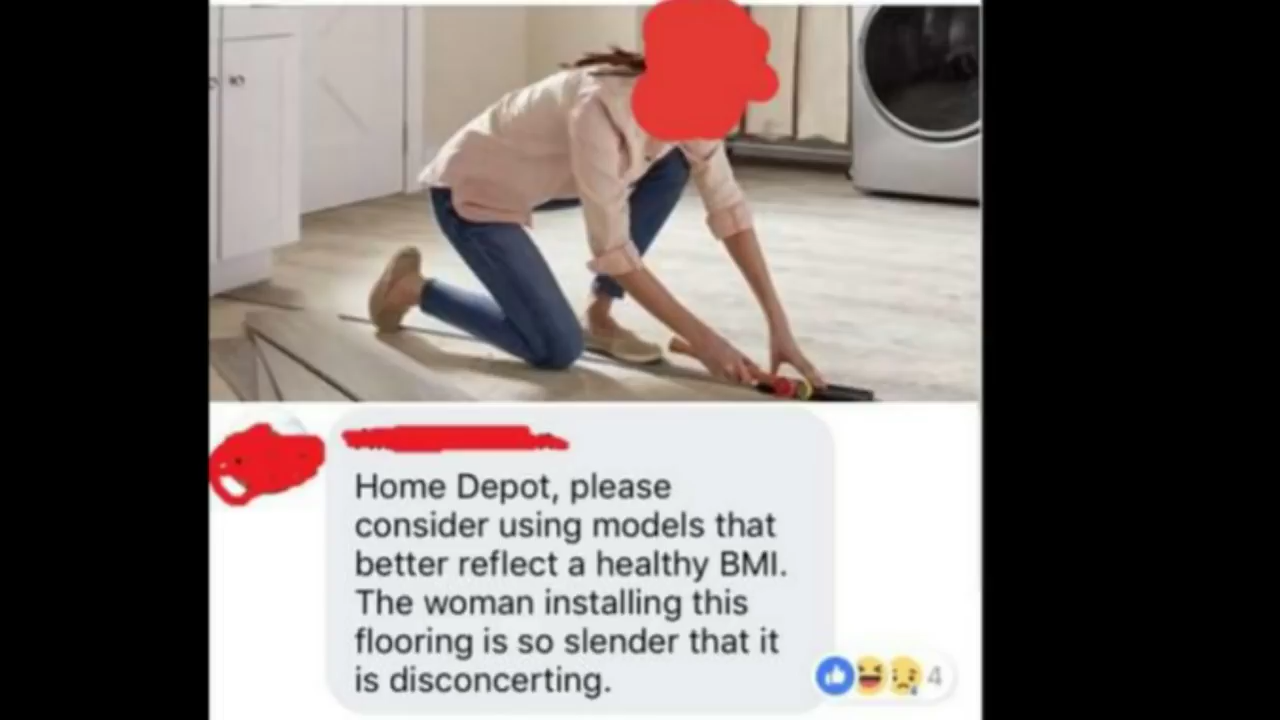 Home Depot, please
consider using models that
better reflect a healthy BMI.
The woman installing this
flooring is so slender that it
is disconcerting.
4